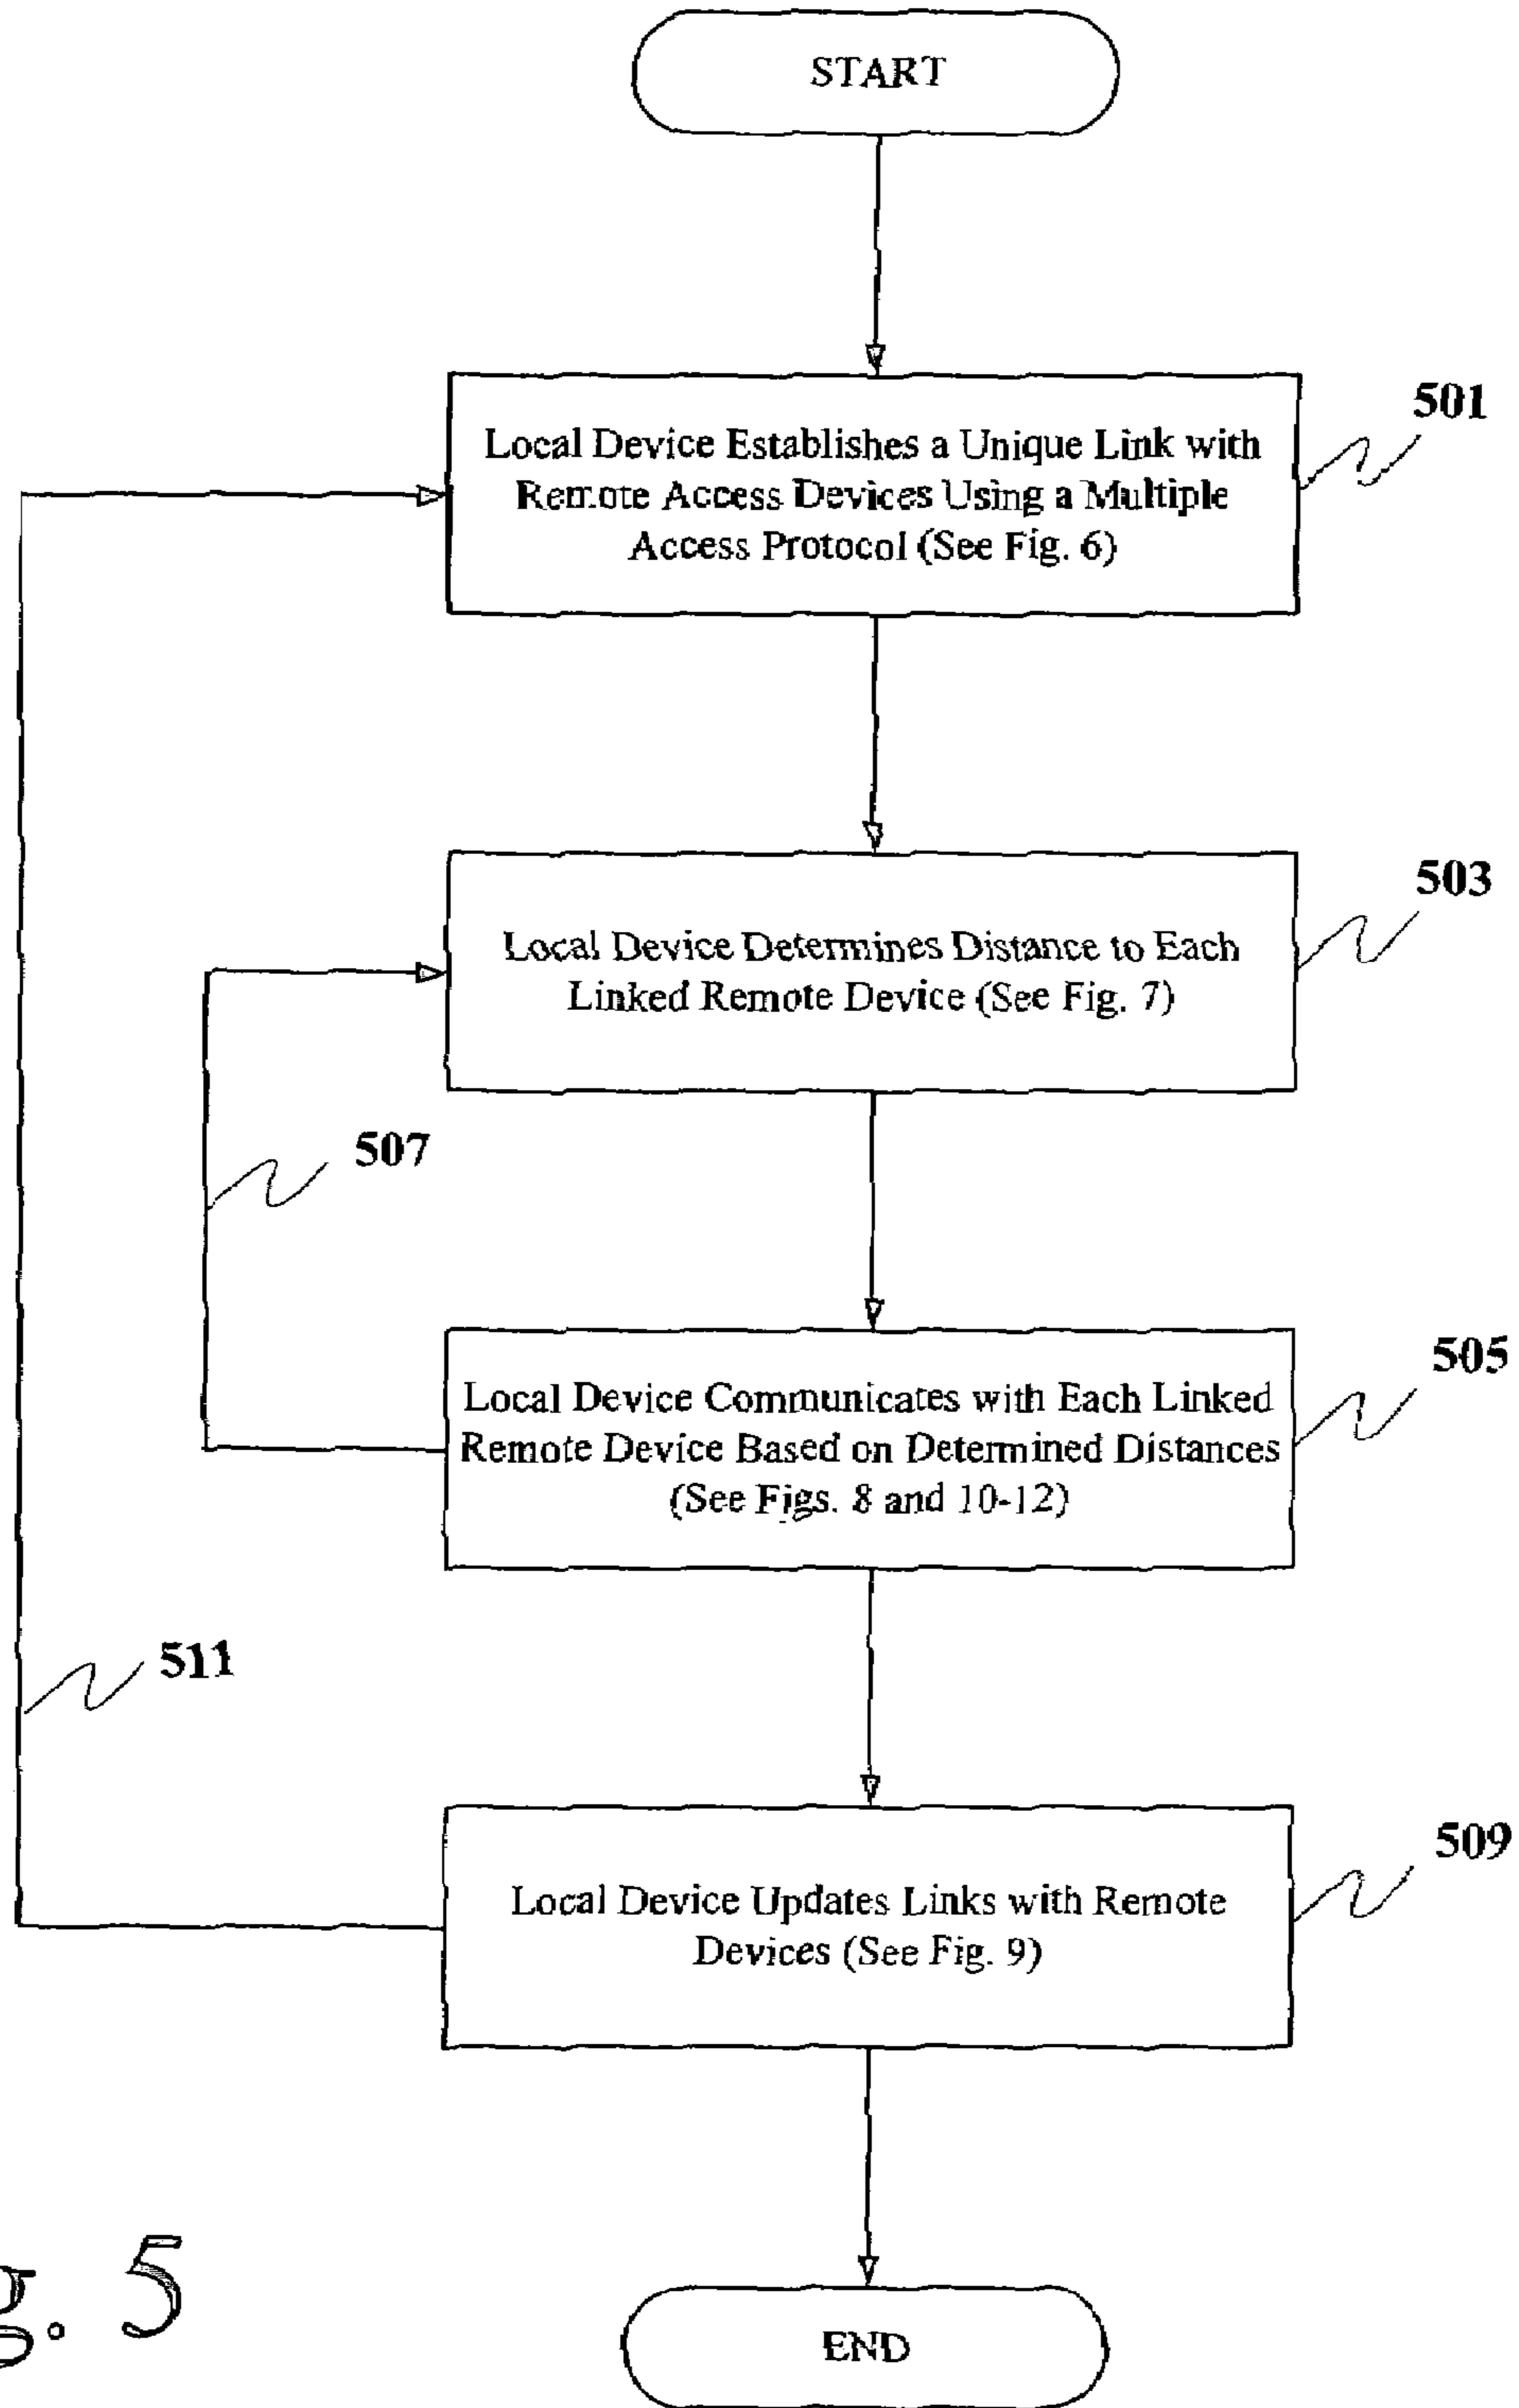 START
501
Local Device Establishes a Unique Link with
Remote Access Devices Using a Multiple
Access Protocol (See Fig. 6)
503
Local Device Determines Distance to Each
Linked Remote Device (See Fig. 7)
507
505
Local Device Communicates with Each Linked
Remote Device Based on Determined Distances
(See Figs. 8 and 10-12)
511
509
Local Device Updates Links with Remote
Devices (See Fig. 9)
g. 5
END